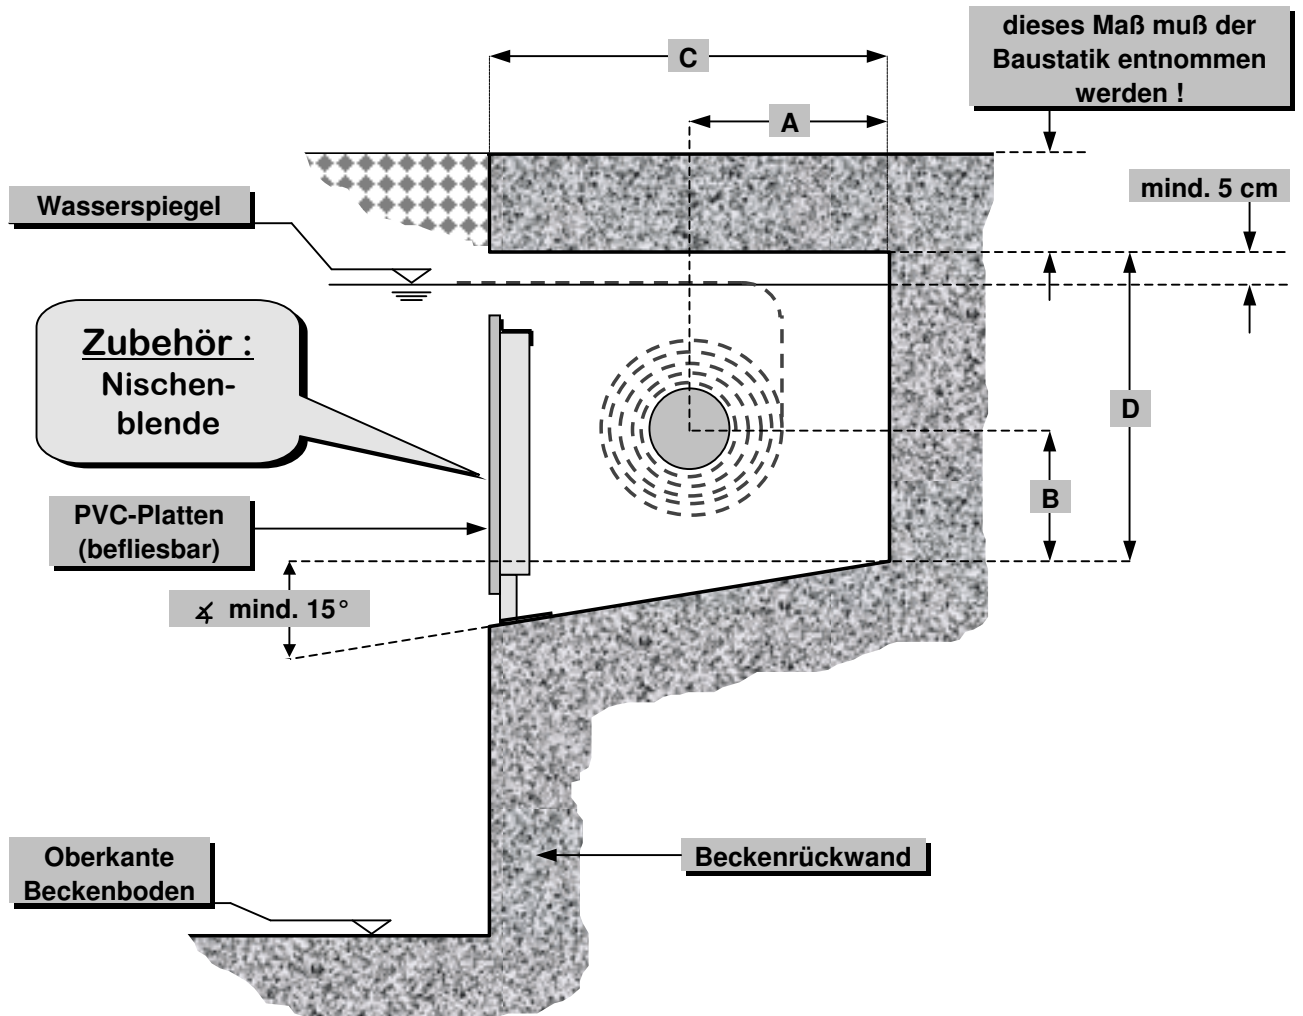 dieses Maß muß der
Baustatik entnommen
werden !
C
A
mind. 5 cm
Wasserspiegel
Zubehör :
Nischen-
blende
D
B
PVC-Platten
(befliesbar)
∡ mind. 15°
Oberkante
Beckenboden
Beckenrückwand